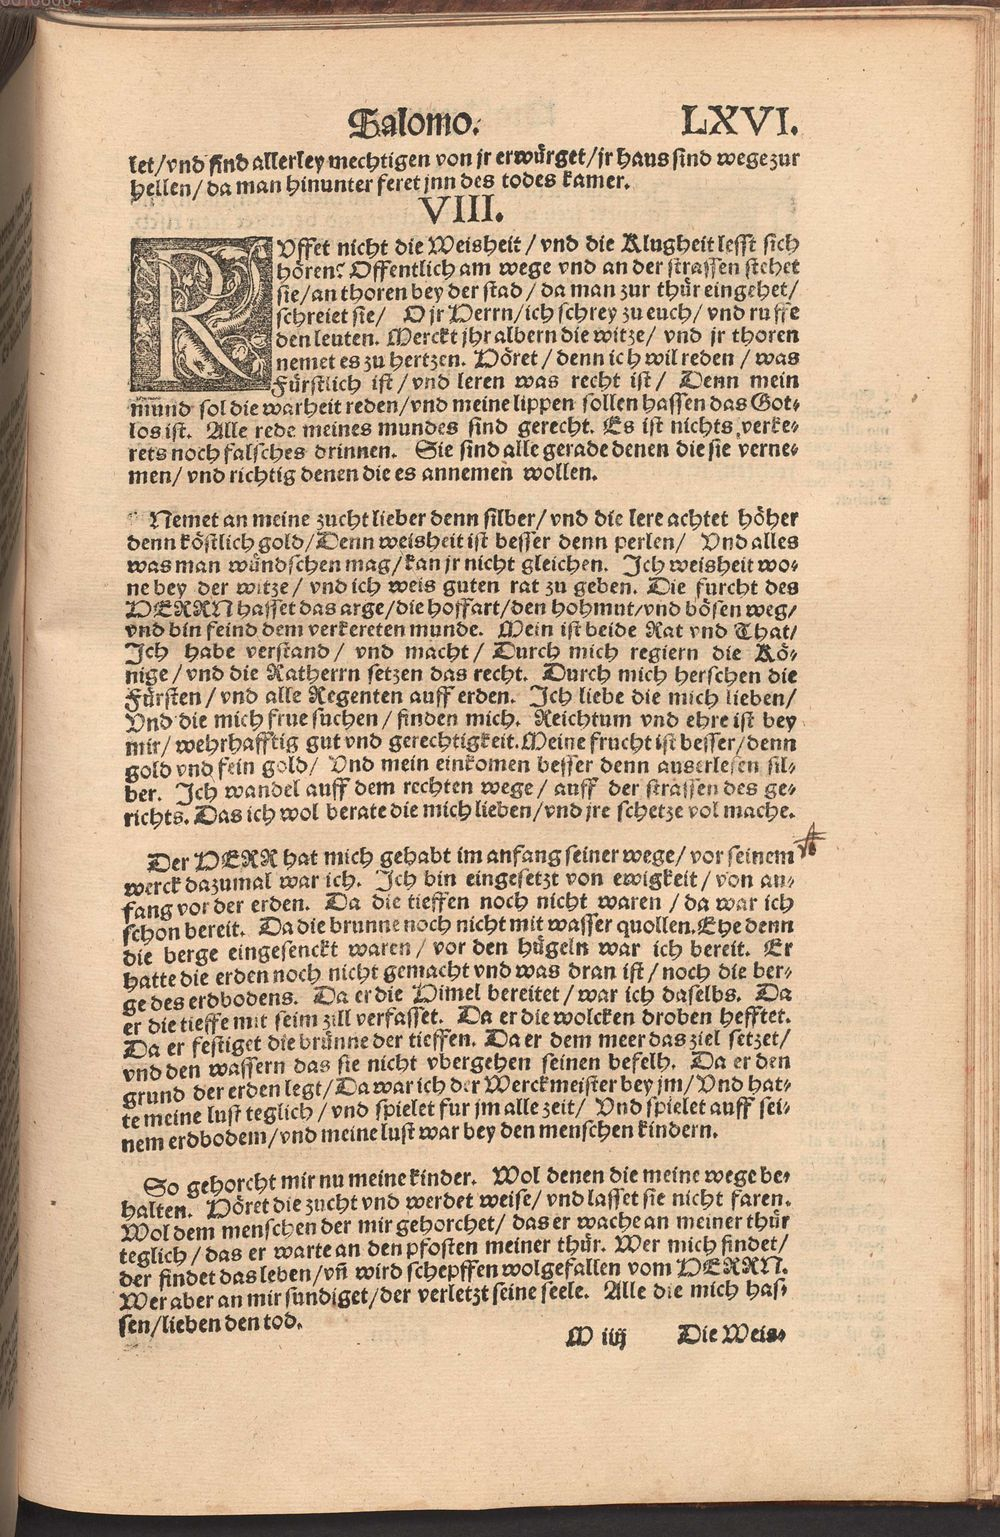 Salomo. LXVI.
let/vnd sind allerley mechtigen von jr erwürget/jr haus sind wege zur
hellen/da man hinunter feret jnn des todes kamer.
VIII.
RVffet nicht die Weisheit/vnd die Klugheit lesst sich
hören? Offentlich am wege vnd an der strassen stehet
sie/an thoren bey der stad/da man zur thür eingehet/
schreiet sie/ O jr Herrn/ich schrey zu euch/vnd ruffe
den leuten. Merckt jhr albern die witze/ vnd jr thoren
nemet es zu hertzen. Höret/denn ich wil reden/was
Fürstlich ist/vnd leren was recht ist/ Denn mein
mund sol die warheit reden/vnd meine lippen sollen hassen das Got-
los ist. Alle rede meines mundes sind gerecht. Es ist nichts verke-
rets noch falsches drinnen. Sie sind alle gerade denen die sie verne-
men/vnd richtig denen die es annemen wollen.
Nemet an meine zucht lieber denn silber/vnd die lere achtet höher
denn köstlich gold/Denn weisheit ist besser denn perlen/ Vnd alles
was man wündschen mag/kan jr nicht gleichen. Ich weisheit wo-
ne bey der witze/vnd ich weis guten rat zu geben. Die furcht des
HERRN hasset das arge/die hoffart/den hohmut/vnd bösen weg/
vnd bin feind dem verkereten munde. Mein ist beide Rat vnd That/
Ich habe verstand/ vnd macht/ Durch mich regiern die Kö-
nige/vnd die Ratherrn setzen das recht. Durch mich herschen die
Fürsten/vnd alle Regenten auff erden. Ich liebe die mich lieben/
Vnd die mich frue suchen/finden mich. Reichtum vnd ehre ist bey
mir/wehrhafftig gut vnd gerechtigkeit. Meine frucht ist besser/denn
gold vnd fein gold/ Vnd mein einkomen besser denn auserlesen sil-
ber. Ich wandel auff dem rechten wege/auff der strassen des ge-
richts. Das ich wol berate die mich lieben/vnd jre schetze vol mache.
Der HERR hat mich gehabt im anfang seiner wege/vor seinem
werck dazumal war ich. Ich bin eingesetzt von ewigkeit/von an-
fang vor der erden. Da die tieffen noch nicht waren/da war ich
schon bereit. Da die brunne noch nicht mit wasser quollen. Ehe denn
die berge eingesenckt waren/vor den hügeln war ich bereit. Er
hatte die erden noch nicht gemacht vnd was dran ist/noch die ber-
ge des erdbodens. Da er die Himel bereitet/war ich daselbs. Da
er die tieffe mit seim zill verfasset. Da er die wolcken droben hefftet.
Da er festiget die brünne der tieffen. Da er dem meer das ziel setzet/
vnd den wassern das sie nicht vbergehen seinen befelh. Da er den
grund der erden legt/Da war ich der Werckmeister bey jm/Vnd hat-
te meine lust teglich/vnd spielet fur jm alle zeit/ Vnd spielet auff sei-
nem erdbodem/vnd meine lust war bey den menschen kindern.
So gehorcht mir nu meine kinder. Wol denen die meine wege be-
halten. Höret die zucht vnd werdet weise/vnd lasset sie nicht faren.
Wol dem menschen der mir gehorchet/das er wache an meiner thür
teglich/das er warte an den pfosten meiner thür. Wer mich findet/
der findet das leben/vñ wird schepffen wolgefallen vom HERRN.
Wer aber an mir sundiget/der verletzt seine seele. Alle die mich has-
sen/lieben den tod.
M iiij Die Weis-